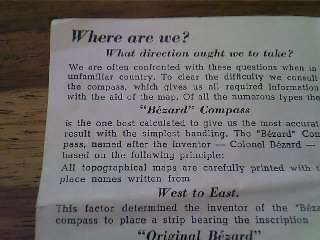 Where are we?
What direction ought we to take?
We are often confronted with these questions when in
unfamiliar country. To clear the difficulty we consult
the compass, which gives us all required information
with the aid of the map. Of all the numerous types the
"Bézard" Compass
is the one best calculated to give us the most accurat
result with the simplest handling. The "Bézard" Com
pass, named after the inventor — Colonel Bézard —
based on the following principle:
All topographical maps are carefully printed with t
place names written from
West to East.
This factor determined the inventor of the "Béza
compass to place a strip bearing the inscription
"Original Bézard"